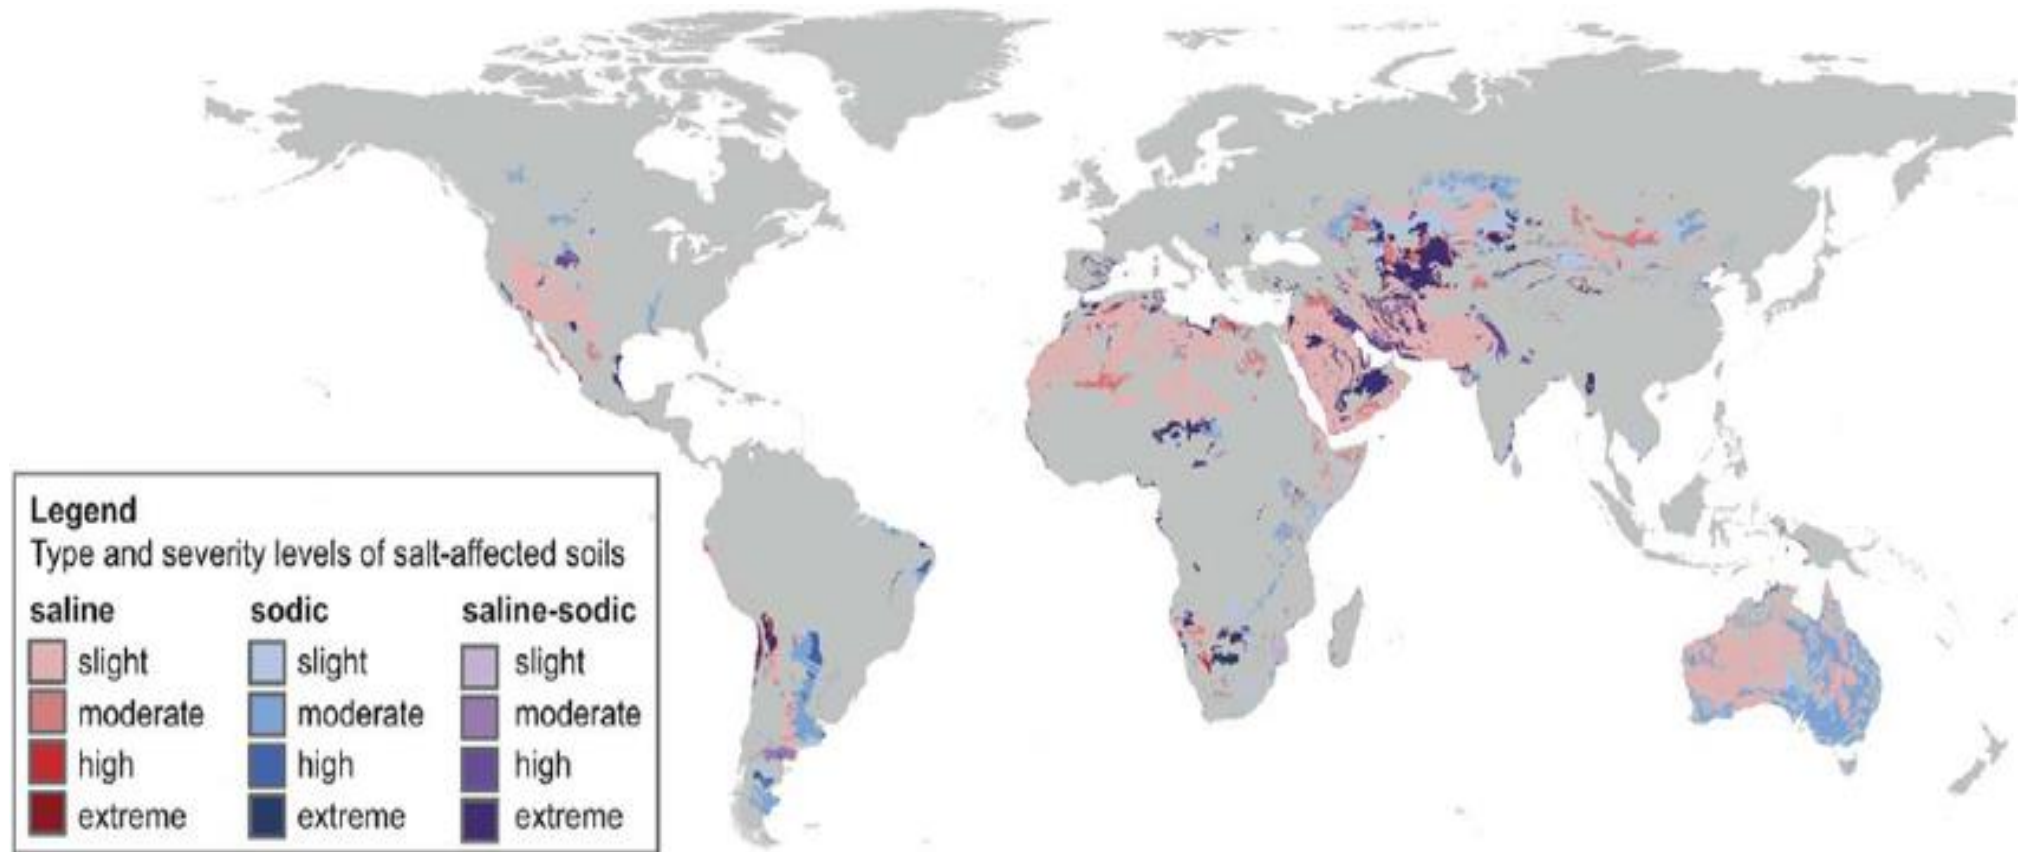 Legend
Type and severity levels of salt-affected soils
saline sodic saline-sodic
slight slight slight
moderate moderate moderate
high high high
extreme extreme extreme